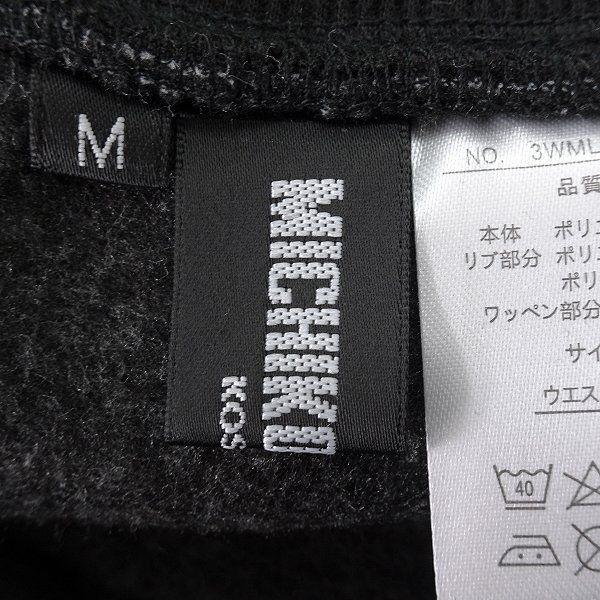 M
MICHIKO
KOS
NO. 3WML
品質
本体 ポリエ
リブ部分 ポリエ
ポリ
ワッペン部分
サイ
ウエス
40